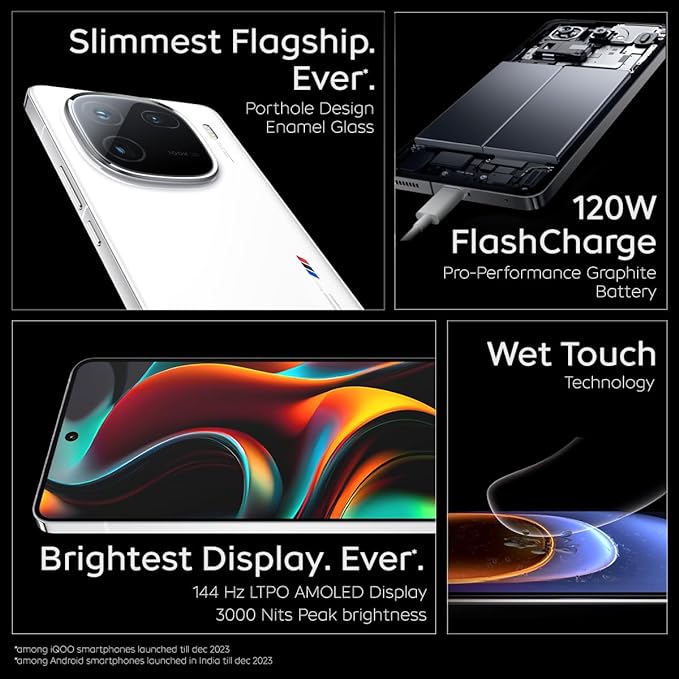 Slimmest Flagship.
Ever*.
Porthole Design
Enamel Glass
100X
120W
FlashCharge
Pro-Performance Graphite
Battery
Brightest Display. Ever*.
144 Hz LTPO AMOLED Display
3000 Nits Peak brightness
Wet Touch
Technology
*among iQOO smartphones launched till dec 2023
*among Android smartphones launched in India till dec 2023